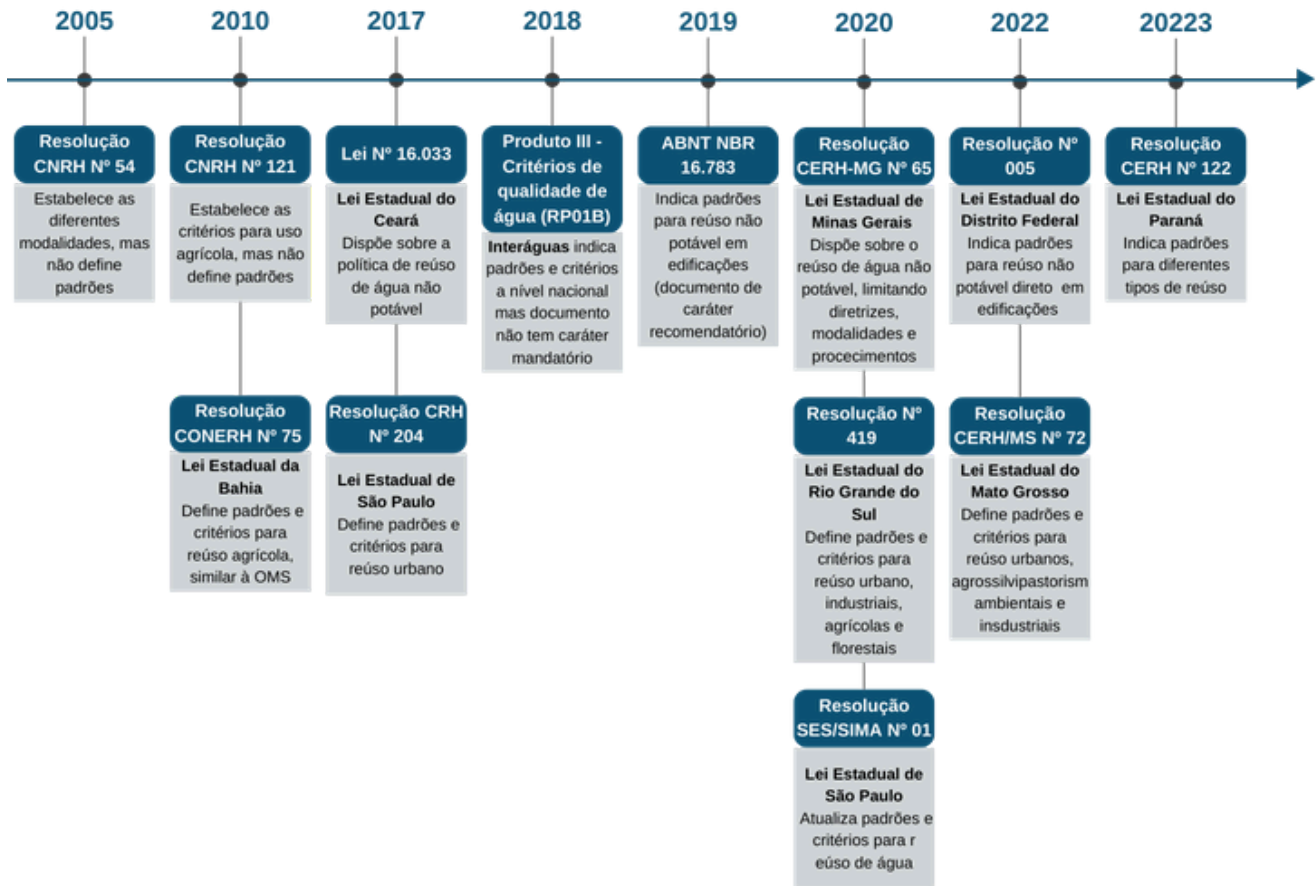 2005
2010
2017
2018
2019
2020
2022
20223
Resolução
CNRH Nº 54
Estabelece as
diferentes
modalidades, mas
não define
padrões
Resolução
CNRH Nº 121
Estabelece as
critérios para uso
agrícola, mas não
define padrões
Resolução
CONERH Nº 75
Lei Estadual da
Bahia
Define padrões e
critérios para
reúso agrícola,
similar à OMS
Lei Nº 16.033
Lei Estadual do
Ceará
Dispõe sobre a
política de reúso
de água não
potável
Resolução CRH
Nº 204
Lei Estadual de
São Paulo
Define padrões e
critérios para
reúso urbano
Produto III -
Critérios de
qualidade de
água (RP01B)
Interáguas indica
padrões e critérios
a nível nacional
mas documento
não tem caráter
mandatório
ABNT NBR
16.783
Indica padrões
para reúso não
potável em
edificações
(documento de
caráter
recomendatório)
Resolução
CERH-MG Nº 65
Lei Estadual de
Minas Gerais
Dispõe sobre o
reúso de água não
potável, limitando
diretrizes,
modalidades e
procecimentos
Resolução Nº
419
Lei Estadual do
Rio Grande do
Sul
Define padrões e
critérios para
reúso urbano,
industriais,
agrícolas e
florestais
Resolução
SES/SIMA Nº 01
Lei Estadual de
São Paulo
Atualiza padrões e
critérios para r
eúso de água
Resolução Nº
005
Lei Estadual do
Distrito Federal
Indica padrões
para reúso não
potável direto em
edificações
Resolução
CERH/MS Nº 72
Lei Estadual do
Mato Grosso
Define padrões e
critérios para
reúso urbanos,
agrossilvipastorism
ambientais e
insdustriais
Resolução
CERH Nº 122
Lei Estadual do
Paraná
Indica padrões
para diferentes
tipos de reúso